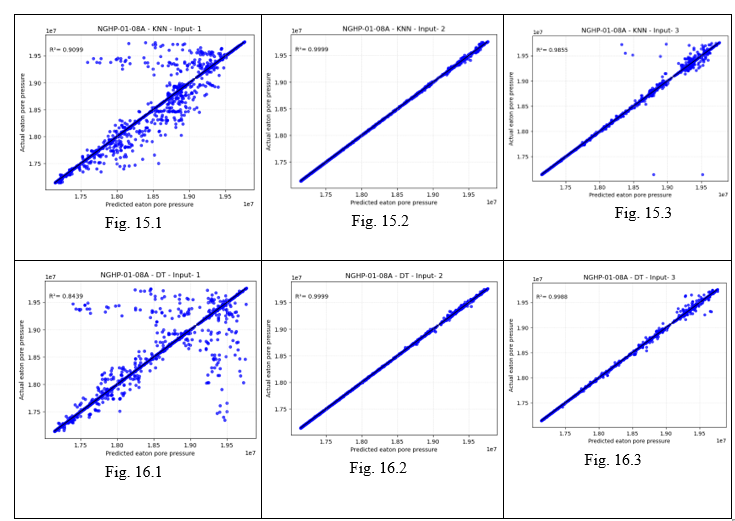 NGHP-01-08A - KNN - Input- 1
1e7
R²= 0.9099
1.95
1.90
1.85
1.80
1.75
Actual eaton pore pressure
1.75 1.80 1.85 1.90 1.95
Predicted eaton pore pressure
1e7
Fig. 15.1
NGHP-01-08A - KNN - Input- 2
1e7
R²= 0.9999
1.95
1.90
1.85
1.80
1.75
Actual eaton pore pressure
1.75 1.80 1.85 1.90 1.95
Predicted eaton pore pressure
1e7
Fig. 15.2
NGHP-01-08A - KNN - Input- 3
1e7
R²= 0.9855
1.95
1.90
1.85
1.80
1.75
Actual eaton pore pressure
1.75 1.80 1.85 1.90 1.95
Predicted eaton pore pressure
1e7
Fig. 15.3
NGHP-01-08A - DT - Input- 1
1e7
R²= 0.8439
1.95
1.90
1.85
1.80
1.75
Actual eaton pore pressure
1.75 1.80 1.85 1.90 1.95
Predicted eaton pore pressure
1e7
Fig. 16.1
NGHP-01-08A - DT - Input- 2
1e7
R²= 0.9999
1.95
1.90
1.85
1.80
1.75
Actual eaton pore pressure
1.75 1.80 1.85 1.90 1.95
Predicted eaton pore pressure
1e7
Fig. 16.2
NGHP-01-08A - DT - Input- 3
1e7
R²= 0.9988
1.95
1.90
1.85
1.80
1.75
Actual eaton pore pressure
1.75 1.80 1.85 1.90 1.95
Predicted eaton pore pressure
1e7
Fig. 16.3